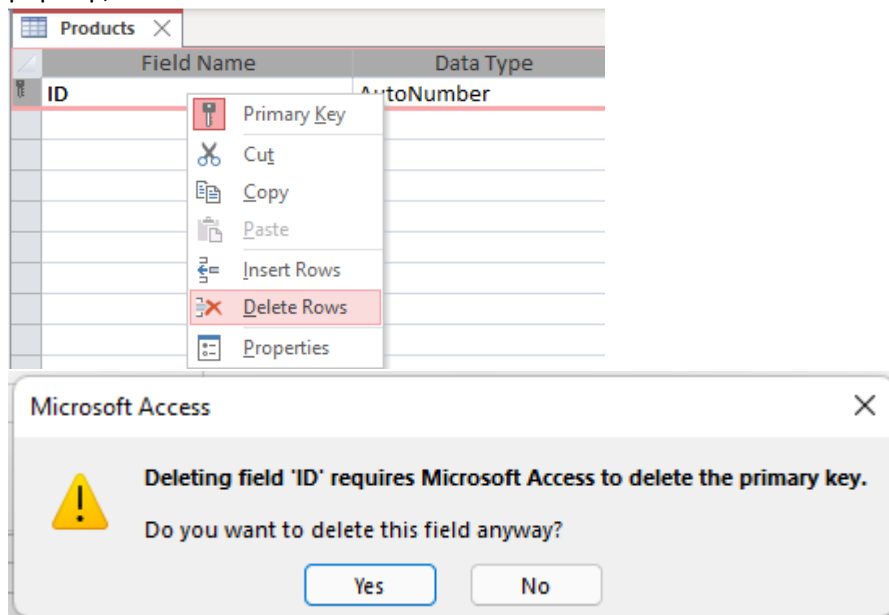 Products
Field Name Data Type
ID AutoNumber
Primary Key
Cut
Copy
Paste
Insert Rows
Delete Rows
Properties
Microsoft Access
Deleting field 'ID' requires Microsoft Access to delete the primary key.
Do you want to delete this field anyway?
Yes No